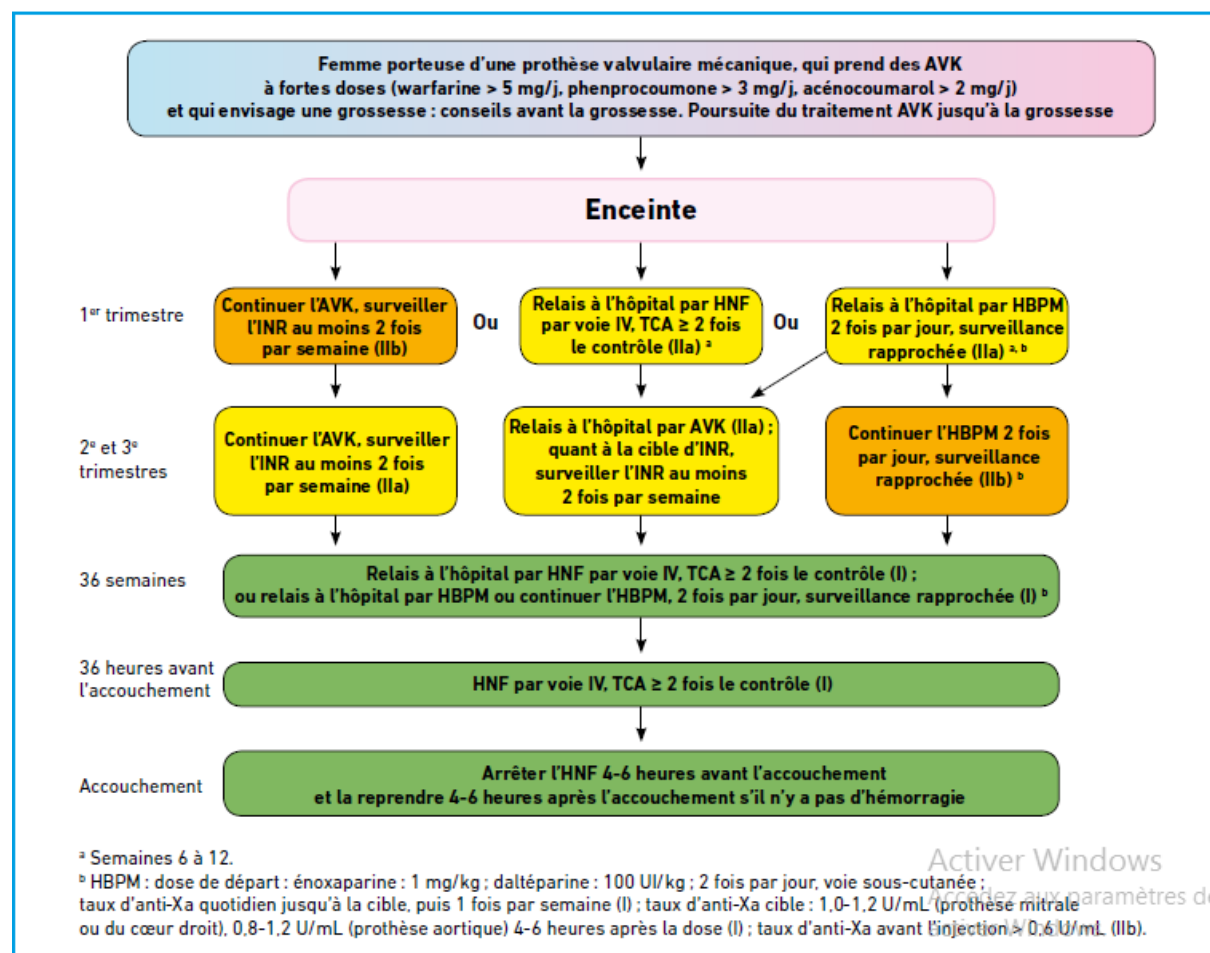 Femme porteuse d'une prothèse valvulaire mécanique, qui prend des AVK
à fortes doses (warfarine > 5 mg/j, phenprocoumone > 3 mg/j, acénocoumarol > 2 mg/j)
et qui envisage une grossesse : conseils avant la grossesse. Poursuite du traitement AVK jusqu'à la grossesse
Enceinte
1er trimestre
Continuer l'AVK, surveiller
l'INR au moins 2 fois
par semaine (IIb)
Ou
Relais à l'hôpital par HNF
par voie IV, TCA ≥ 2 fois
le contrôle (IIa) a
Ou
Relais à l'hôpital par HBPM
2 fois par jour, surveillance
rapprochée (IIa) a, b
2e et 3e
trimestres
Continuer l'AVK, surveiller
l'INR au moins 2 fois
par semaine (IIa)
Relais à l'hôpital par AVK (IIa) ;
quant à la cible d'INR,
surveiller l'INR au moins
2 fois par semaine
Continuer l'HBPM 2 fois
par jour, surveillance
rapprochée (IIb) b
36 semaines
Relais à l'hôpital par HNF par voie IV, TCA ≥ 2 fois le contrôle (I) ;
ou relais à l'hôpital par HBPM ou continuer l'HBPM, 2 fois par jour, surveillance rapprochée (I) b
36 heures avant
l'accouchement
HNF par voie IV, TCA ≥ 2 fois le contrôle (I)
Accouchement
Arrêter l'HNF 4-6 heures avant l'accouchement
et la reprendre 4-6 heures après l'accouchement s'il n'y a pas d'hémorragie
a Semaines 6 à 12.
b HBPM : dose de départ : énoxaparine : 1 mg/kg ; daltéparine : 100 UI/kg ; 2 fois par jour, voie sous-cutanée ;
taux d'anti-Xa quotidien jusqu'à la cible, puis 1 fois par semaine (I) ; taux d'anti-Xa cible : 1,0-1,2 U/mL (prothèse mitrale
ou du cœur droit), 0,8-1,2 U/mL (prothèse aortique) 4-6 heures après la dose (I) ; taux d'anti-Xa avant l'injection > 0,6 U/mL (IIb).
Activer Windows
Accédez aux paramètres de
activer Windows.